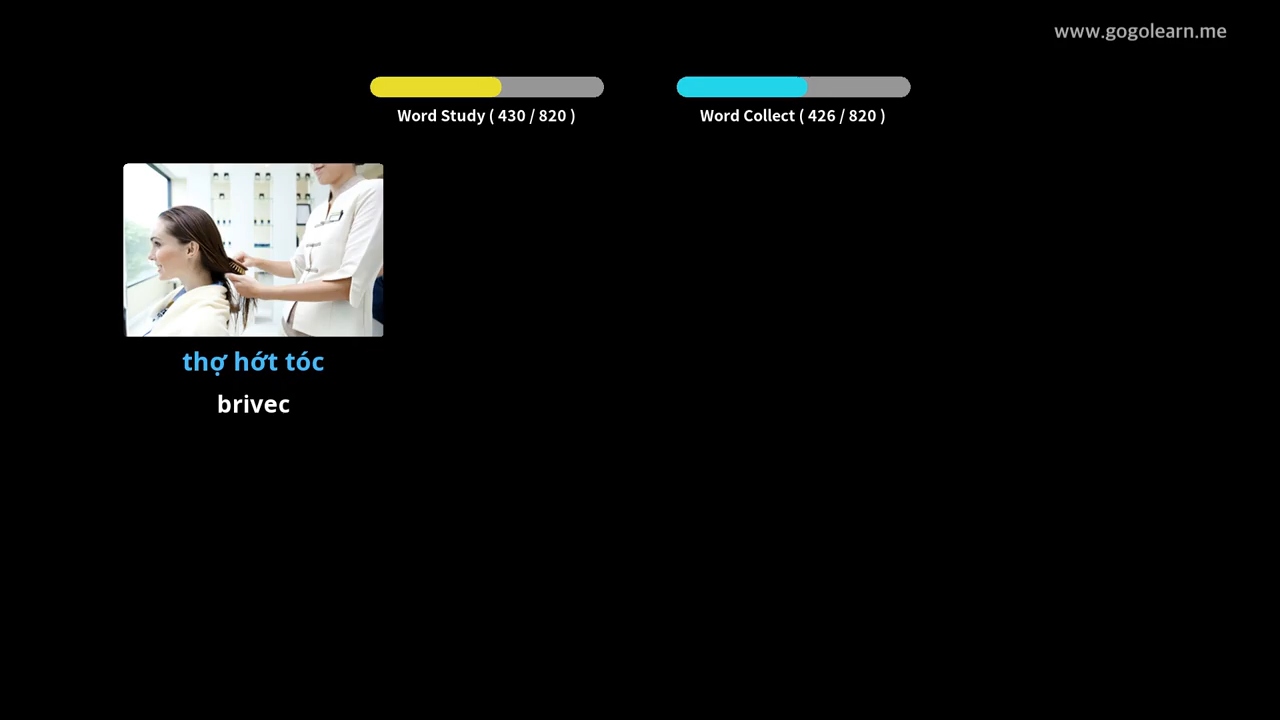 www.gogolearn.me
Word Study ( 430 / 820 )
Word Collect ( 426 / 820 )
thợ hớt tóc
brivec